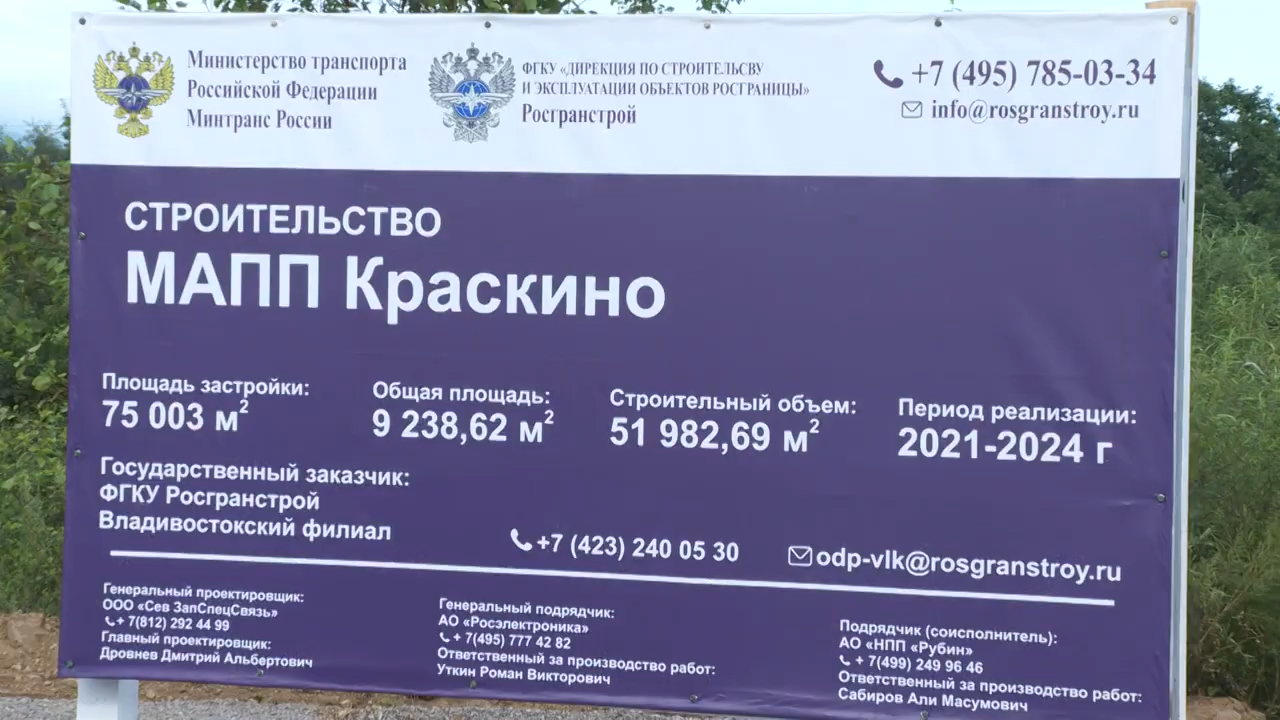 Министерство транспорта
Российской Федерации
Минтранс России
ФГКУ «ДИРЕКЦИЯ ПО СТРОИТЕЛЬСВУ
И ЭКСПЛУАТАЦИИ ОБЪЕКТОВ РОСГРАНИЦЫ»
Росгранстрой
+7 (495) 785-03-34
info@rosgranstroy.ru
СТРОИТЕЛЬСТВО
МАПП Краскино
Площадь застройки:
75 003 м²
Общая площадь:
9 238,62 м²
Строительный объем:
51 982,69 м²
Период реализации:
2021-2024 г
Государственный заказчик:
ФГКУ Росгранстрой
Владивостокский филиал
+7 (423) 240 05 30
odp-vlk@rosgranstroy.ru
Генеральный проектировщик:
ООО «Сев ЗапСпецСвязь»
+ 7(812) 292 44 99
Главный проектировщик:
Дровнев Дмитрий Альбертович
Генеральный подрядчик:
АО «Росэлектроника»
+ 7(495) 777 42 82
Ответственный за производство работ:
Уткин Роман Викторович
Подрядчик (соисполнитель):
АО «НПП «Рубин»
+ 7(499) 249 96 46
Ответственный за производство работ:
Сабиров Али Масумович